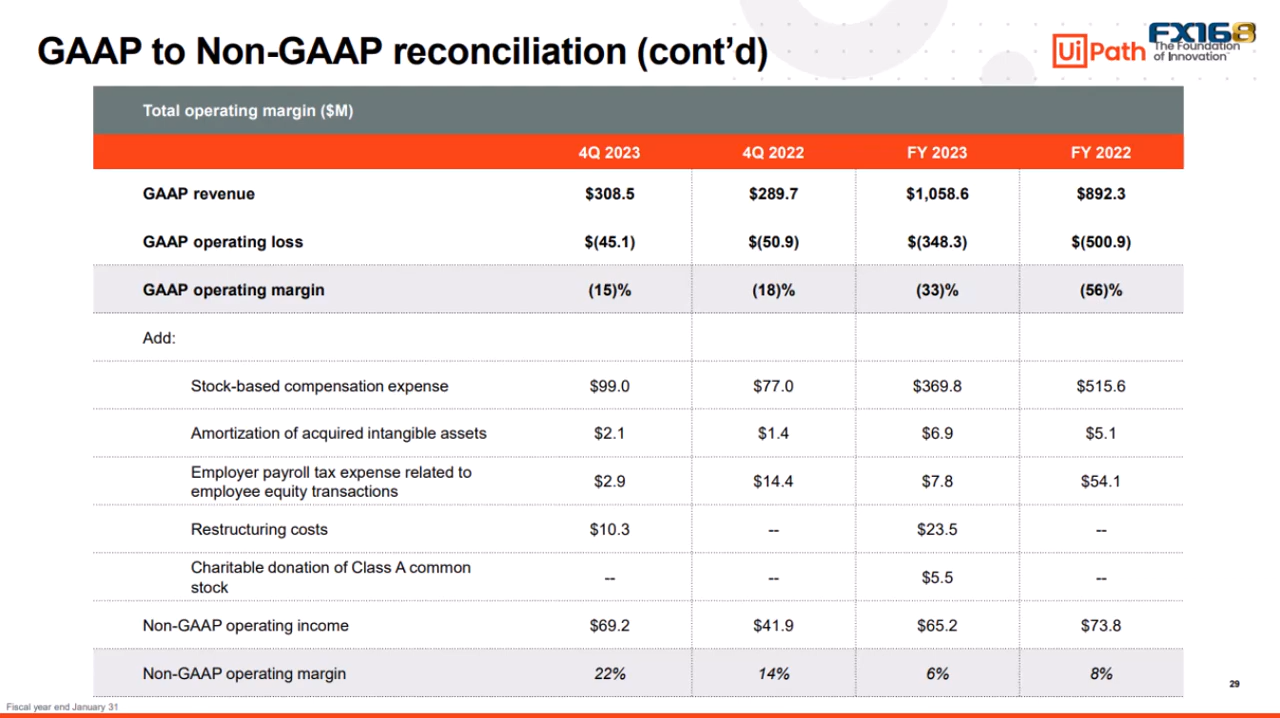 GAAP to Non-GAAP reconciliation (cont’d)
UiPath
FX168
The Foundation
of Innovation™
Total operating margin ($M)
4Q 2023 4Q 2022 FY 2023 FY 2022
GAAP revenue $308.5 $289.7 $1,058.6 $892.3
GAAP operating loss $(45.1) $(50.9) $(348.3) $(500.9)
GAAP operating margin (15)% (18)% (33)% (56)%
Add:
Stock-based compensation expense $99.0 $77.0 $369.8 $515.6
Amortization of acquired intangible assets $2.1 $1.4 $6.9 $5.1
Employer payroll tax expense related to
employee equity transactions $2.9 $14.4 $7.8 $54.1
Restructuring costs $10.3 -- $23.5 --
Charitable donation of Class A common
stock -- -- $5.5 --
Non-GAAP operating income $69.2 $41.9 $65.2 $73.8
Non-GAAP operating margin 22% 14% 6% 8%
29
Fiscal year end January 31